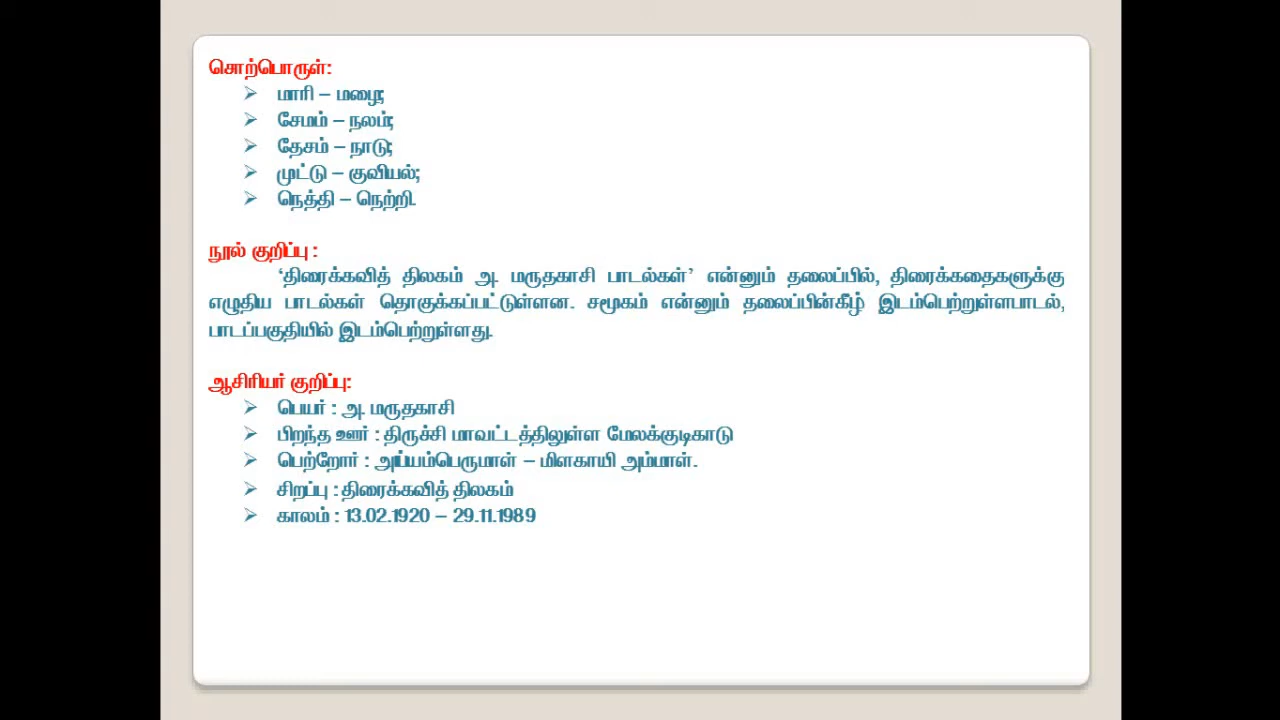 சொற்பொருள்:
➢ மாரி – மழை;
➢ சேமம் – நலம்;
➢ தேசம் – நாடு;
➢ முட்டு – குவியல்;
➢ நெத்தி – நெற்றி.
நூல் குறிப்பு :
‘திரைக்கவித் திலகம் அ. மருதகாசி பாடல்கள்’ என்னும் தலைப்பில், திரைக்கதைகளுக்கு
எழுதிய பாடல்கள் தொகுக்கப்பட்டுள்ளன. சமூகம் என்னும் தலைப்பின்கீழ் இடம்பெற்றுள்ளபாடல்,
பாடப்பகுதியில் இடம்பெற்றுள்ளது.
ஆசிரியர் குறிப்பு:
➢ பெயர் : அ. மருதகாசி
➢ பிறந்த ஊர் : திருச்சி மாவட்டத்திலுள்ள மேலக்குடிகாடு
➢ பெற்றோர் : அய்யம்பெருமாள் – மிளகாயி அம்மாள்.
➢ சிறப்பு : திரைக்கவித் திலகம்
➢ காலம் : 13.02.1920 – 29.11.1989